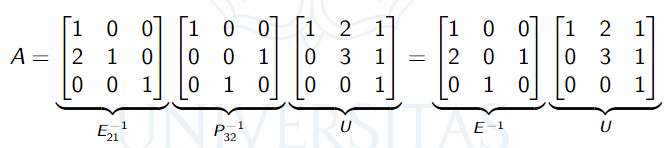 A = [1 0 0; 2 1 0; 0 0 1] [1 0 0; 0 0 1; 0 1 0] [1 2 1; 0 3 1; 0 0 1] = [1 0 0; 2 0 1; 0 1 0] [1 2 1; 0 3 1; 0 0 1]
E₂₁⁻¹ P₃₂⁻¹ U E⁻¹ U
UNIVERSITAS